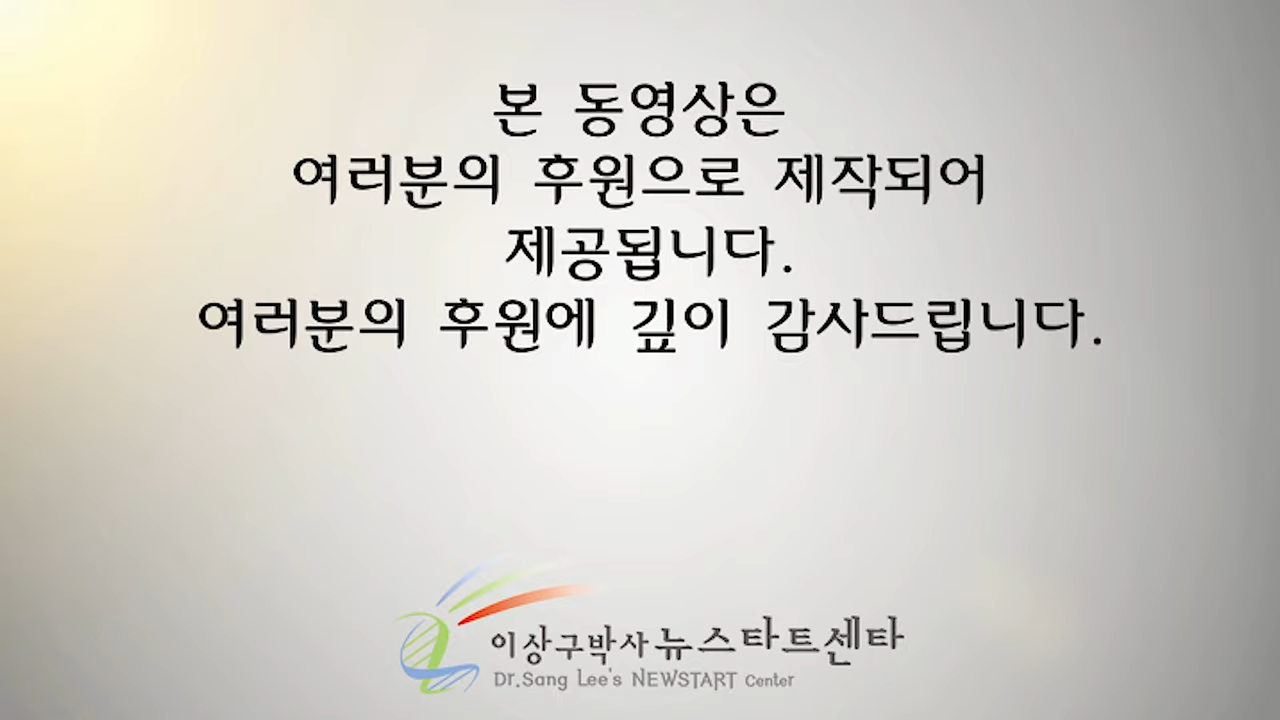 본 동영상은
여러분의 후원으로 제작되어
제공됩니다.
여러분의 후원에 깊이 감사드립니다.
이상구박사뉴스타트센타
Dr.Sang Lee's NEWSTART Center